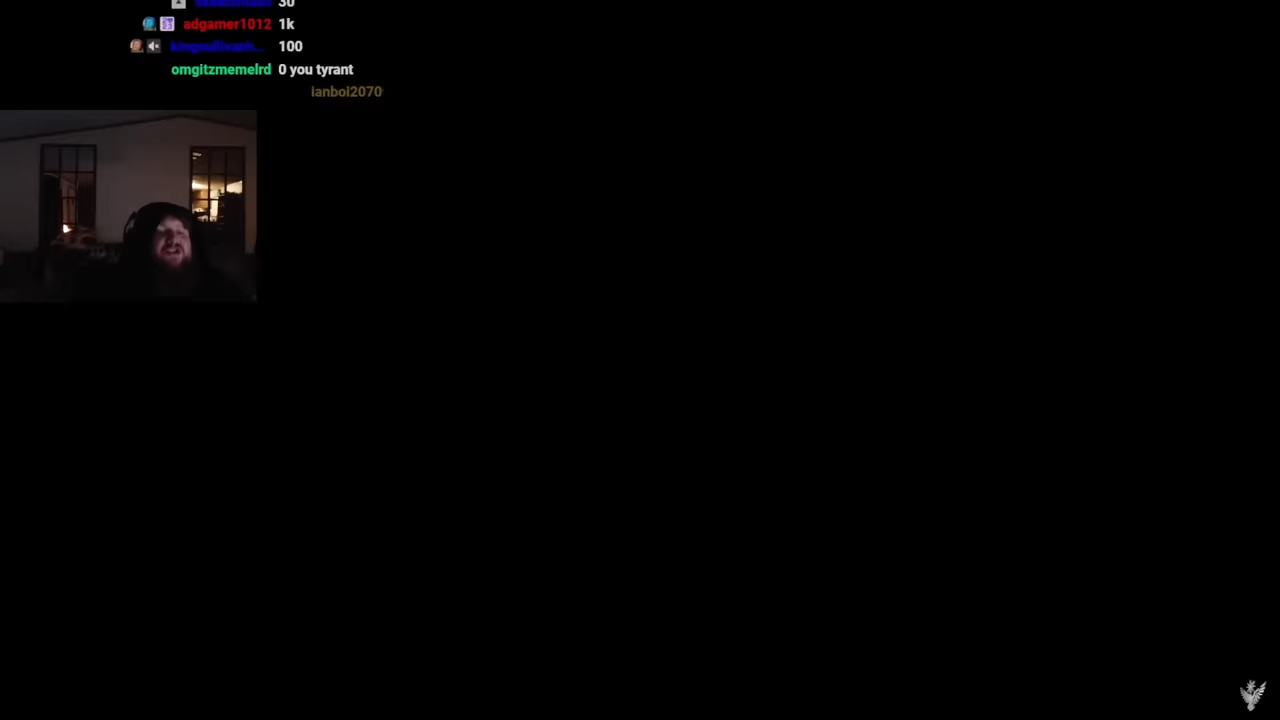 30
adgamer1012 1k
100
omgitzmemelrd 0 you tyrant
ianboi2070